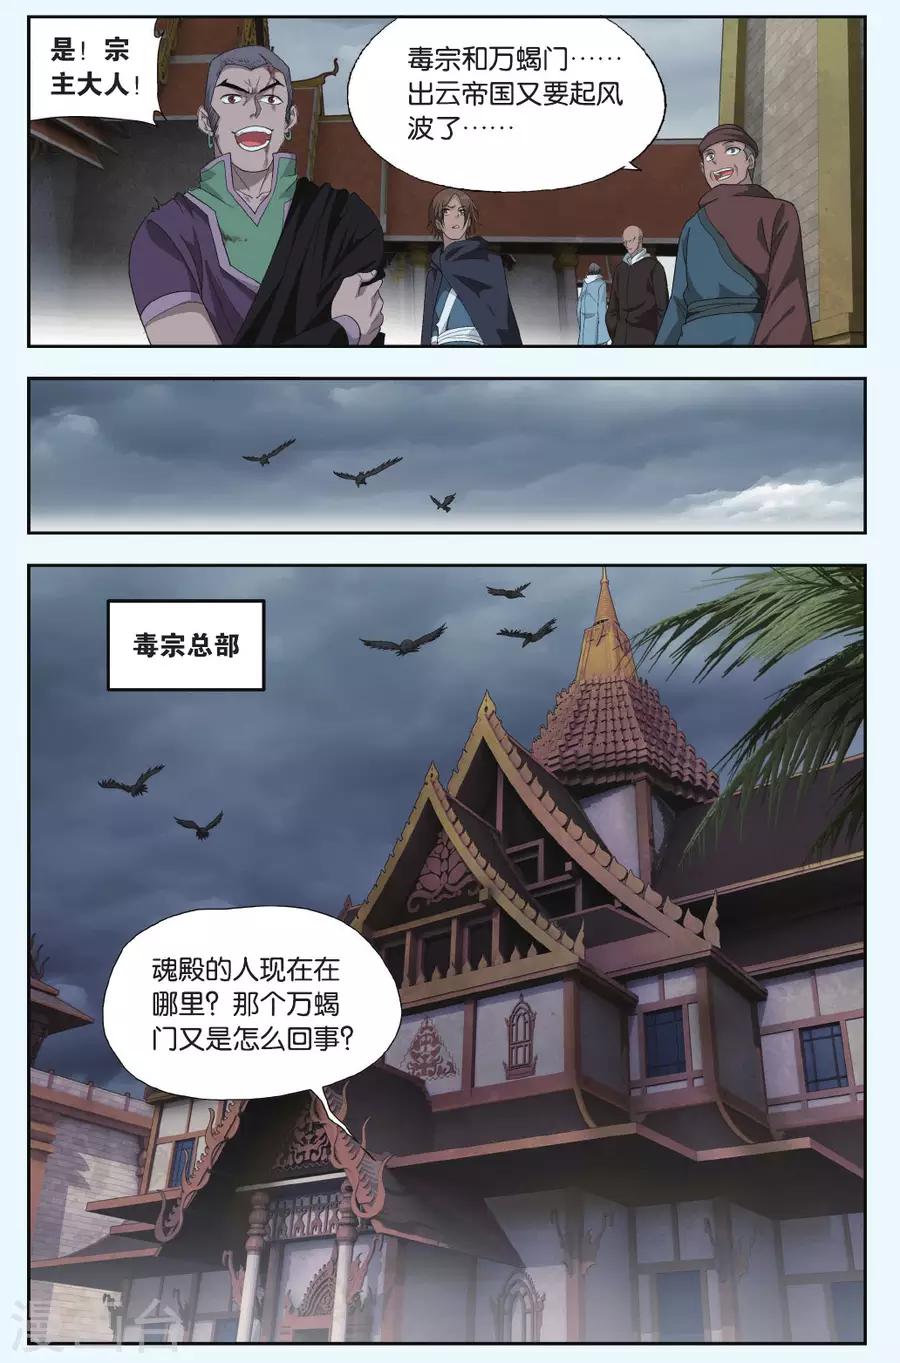 是！宗
主大人！
毒宗和万蝎门……
出云帝国又要起风
波了……
毒宗总部
魂殿的人现在在
哪里？那个万蝎
门又是怎么回事？
漫画台